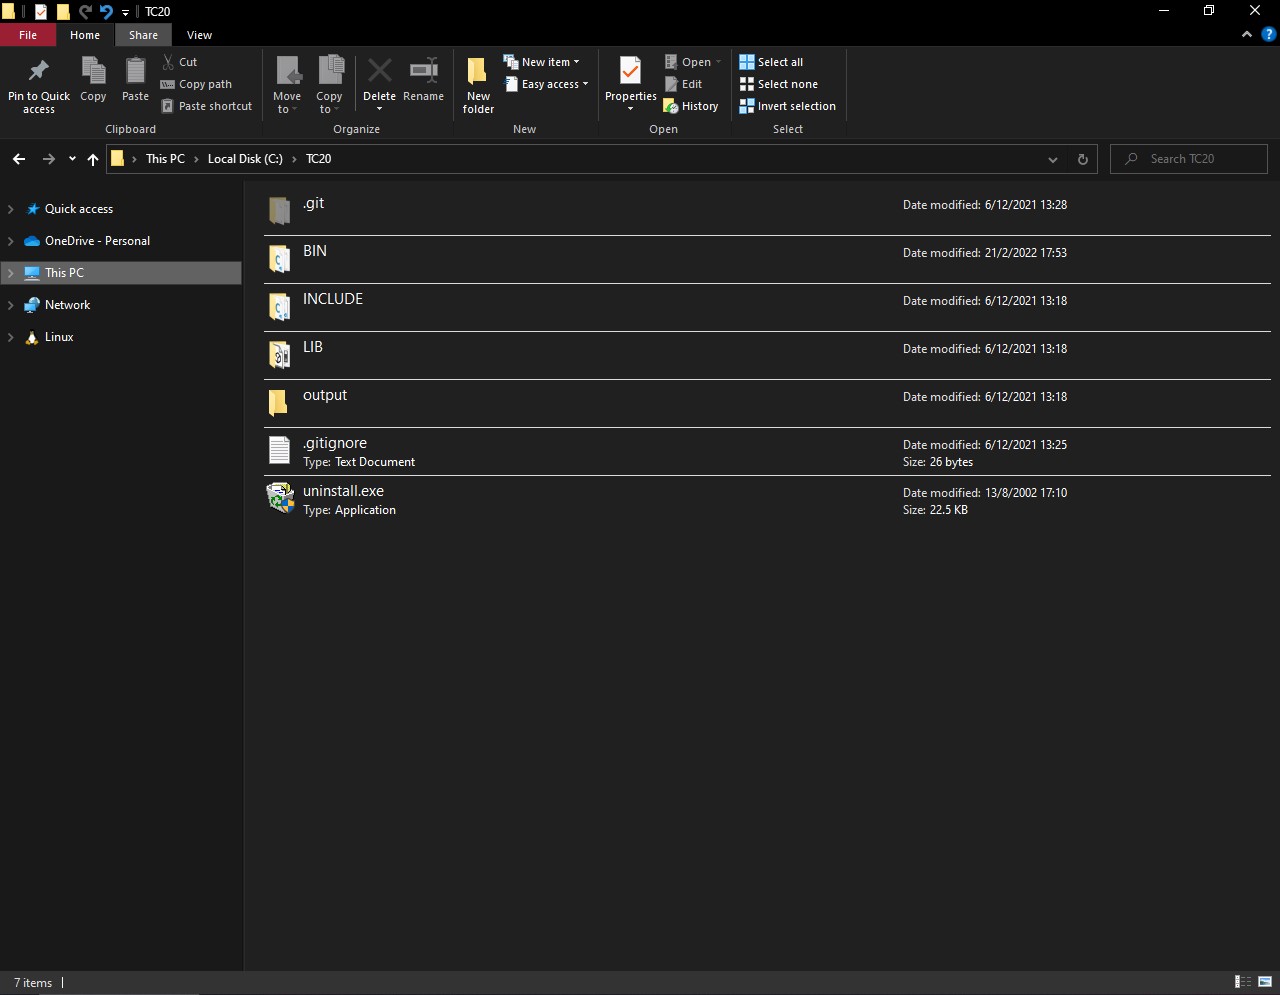 TC20
File Home Share View
Pin to Quick access
Copy
Paste
Cut
Copy path
Paste shortcut
Clipboard
Move to
Copy to
Delete
Rename
Organize
New folder
New item
Easy access
New
Properties
Open
Edit
History
Open
Select all
Select none
Invert selection
Select
This PC › Local Disk (C:) › TC20
Search TC20
Quick access
OneDrive - Personal
This PC
Network
Linux
.git Date modified: 6/12/2021 13:28
BIN Date modified: 21/2/2022 17:53
INCLUDE Date modified: 6/12/2021 13:18
LIB Date modified: 6/12/2021 13:18
output Date modified: 6/12/2021 13:18
.gitignore Date modified: 6/12/2021 13:25
Type: Text Document Size: 26 bytes
uninstall.exe Date modified: 13/8/2002 17:10
Type: Application Size: 22.5 KB
7 items